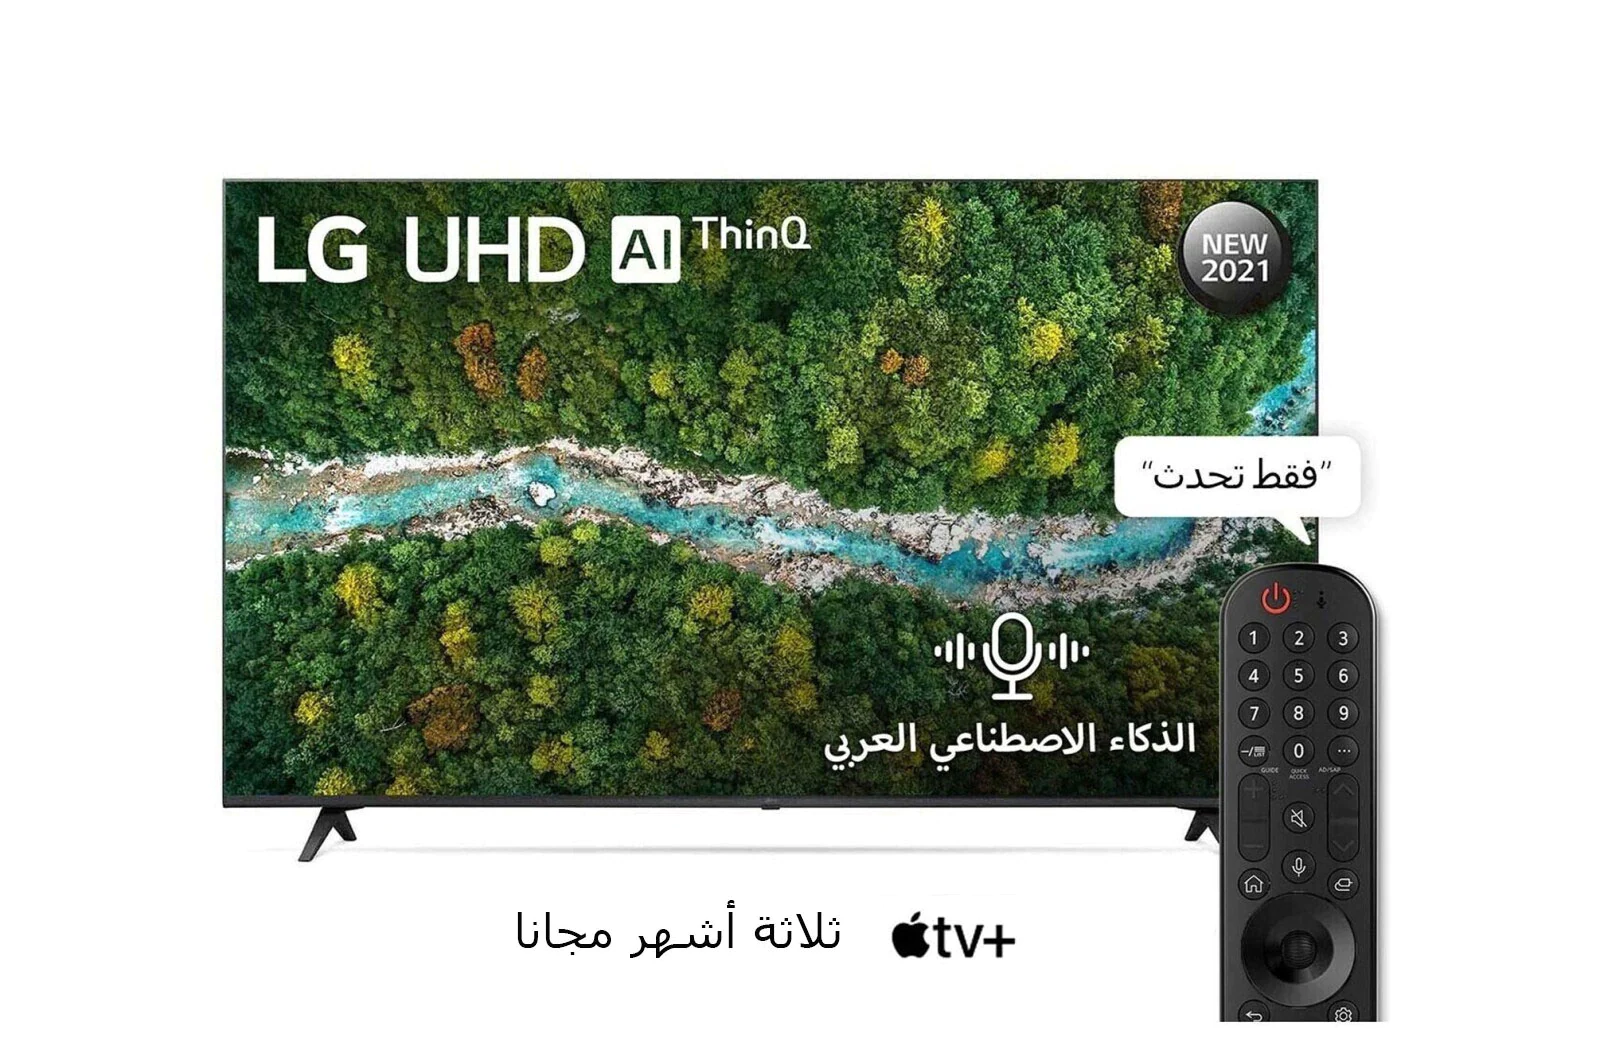 LG UHD AI ThinQ
NEW
2021
”فقط تحدث“
الذكاء الاصطناعي العربي
1 2 3
4 5 6
7 8 9
-/LIST 0 ...
GUIDE QUICK ACCESS AD/SAP
ثلاثة أشهر مجانا tv+